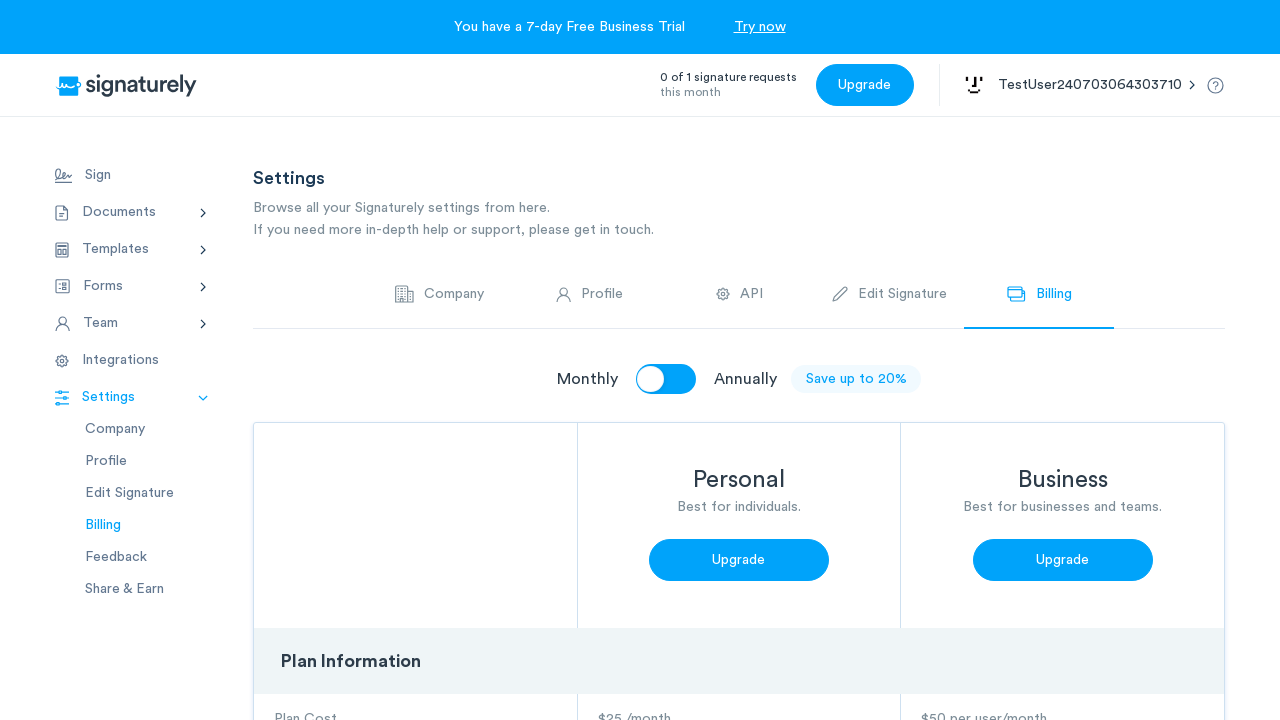 You have a 7-day Free Business Trial Try now
signaturely
0 of 1 signature requests
this month
Upgrade
TestUser240703064303710
Sign
Documents
Templates
Forms
Team
Integrations
Settings
Company
Profile
Edit Signature
Billing
Feedback
Share & Earn
Settings
Browse all your Signaturely settings from here.
If you need more in-depth help or support, please get in touch.
Company Profile API Edit Signature Billing
Monthly Annually Save up to 20%
Personal
Best for individuals.
Upgrade
Business
Best for businesses and teams.
Upgrade
Plan Information
Plan Cost $25 /month $50 per user/month